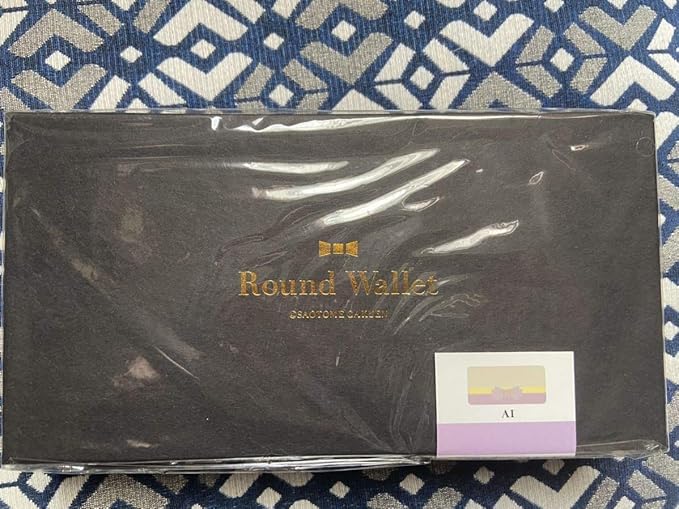 Round Wallet
©SAOTOME GAKUEN
AI